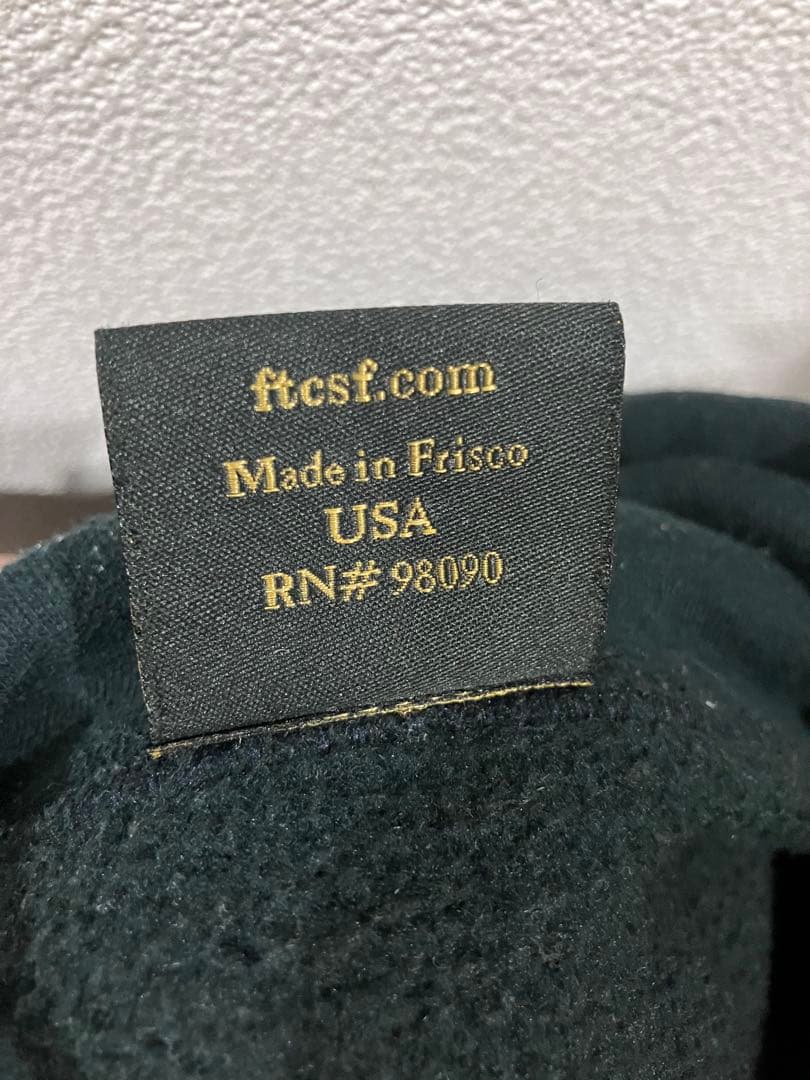 ftcsf.com
Made in Frisco
USA
RN# 98090